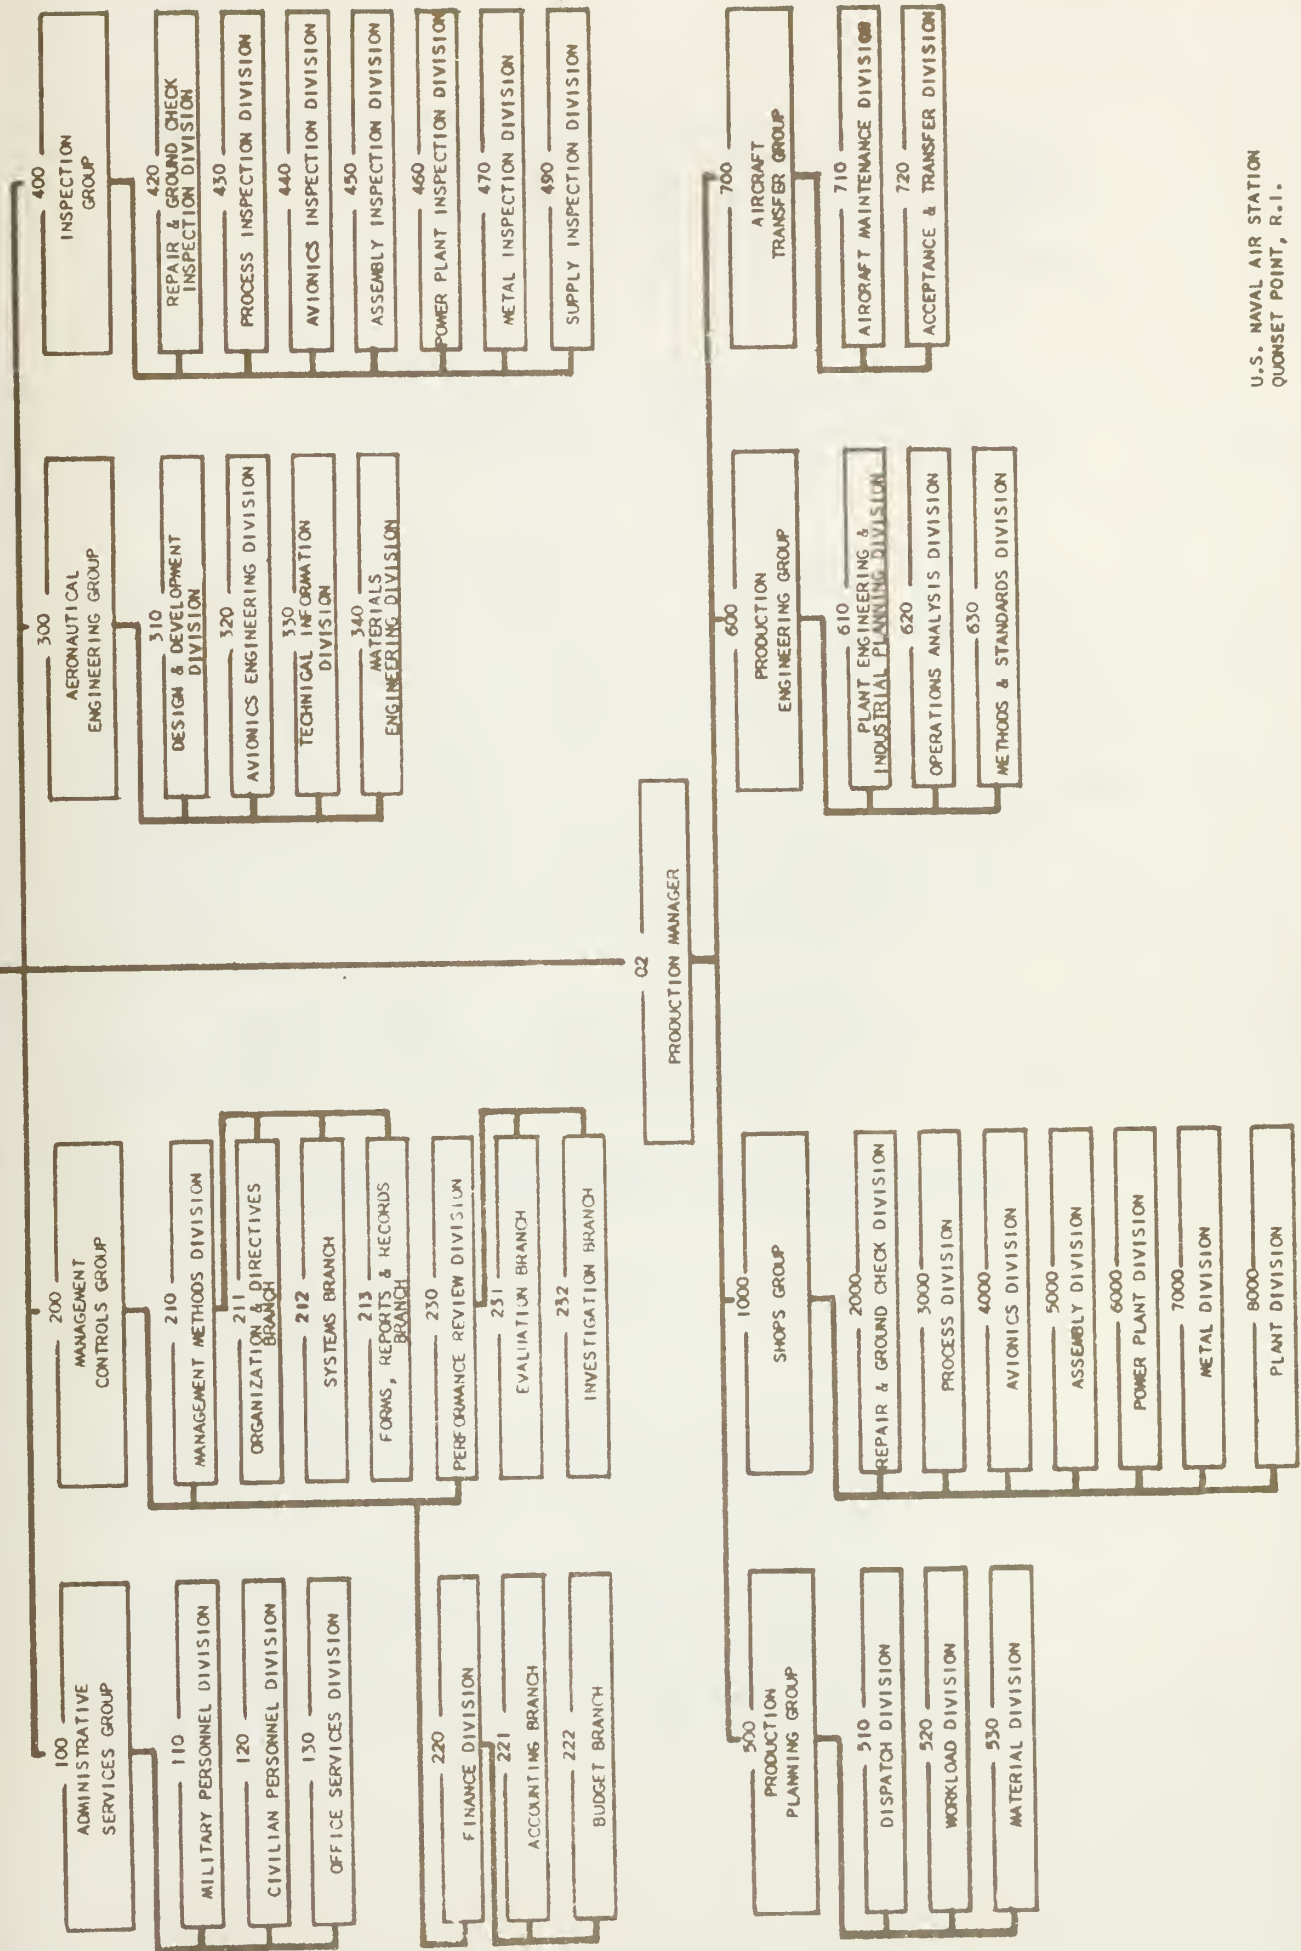 100
ADMINISTRATIVE
SERVICES GROUP
110
MILITARY PERSONNEL DIVISION
120
CIVILIAN PERSONNEL DIVISION
130
OFFICE SERVICES DIVISION
200
MANAGEMENT
CONTROLS GROUP
210
MANAGEMENT METHODS DIVISION
211
ORGANIZATION & DIRECTIVES
BRANCH
212
SYSTEMS BRANCH
213
FORMS, REPORTS & RECORDS
BRANCH
220
FINANCE DIVISION
221
ACCOUNTING BRANCH
222
BUDGET BRANCH
230
PERFORMANCE REVIEW DIVISION
231
EVALUATION BRANCH
232
INVESTIGATION BRANCH
300
AERONAUTICAL
ENGINEERING GROUP
310
DESIGN & DEVELOPMENT
DIVISION
320
AVIONICS ENGINEERING DIVISION
330
TECHNICAL INFORMATION
DIVISION
340
MATERIALS
ENGINEERING DIVISION
400
INSPECTION
GROUP
420
REPAIR & GROUND CHECK
INSPECTION DIVISION
430
PROCESS INSPECTION DIVISION
440
AVIONICS INSPECTION DIVISION
450
ASSEMBLY INSPECTION DIVISION
460
POWER PLANT INSPECTION DIVISION
470
METAL INSPECTION DIVISION
490
SUPPLY INSPECTION DIVISION
02
PRODUCTION MANAGER
500
PRODUCTION
PLANNING GROUP
510
DISPATCH DIVISION
520
WORKLOAD DIVISION
530
MATERIAL DIVISION
1000
SHOPS GROUP
2000
REPAIR & GROUND CHECK DIVISION
3000
PROCESS DIVISION
4000
AVIONICS DIVISION
5000
ASSEMBLY DIVISION
6000
POWER PLANT DIVISION
7000
METAL DIVISION
8000
PLANT DIVISION
600
PRODUCTION
ENGINEERING GROUP
610
PLANT ENGINEERING &
INDUSTRIAL PLANNING DIVISION
620
OPERATIONS ANALYSIS DIVISION
630
METHODS & STANDARDS DIVISION
700
AIRCRAFT
TRANSFER GROUP
710
AIRCRAFT MAINTENANCE DIVISION
720
ACCEPTANCE & TRANSFER DIVISION
U.S. NAVAL AIR STATION
QUONSET POINT, R.I.